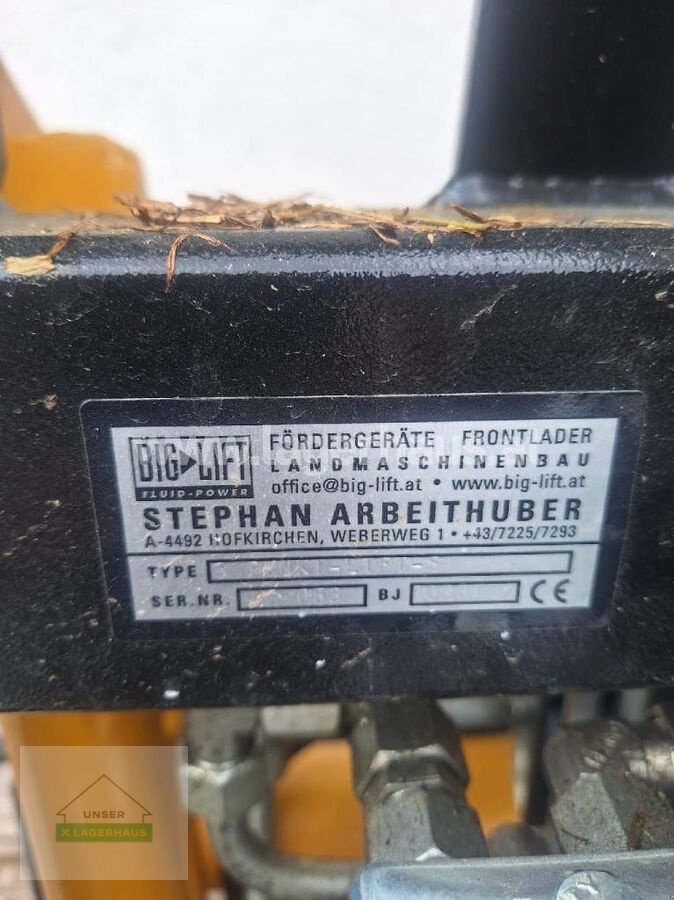 BIG LIFT
FLUID-POWER
FÖRDERGERÄTE FRONTLADER
LANDMASCHINENBAU
office@big-lift.at • www.big-lift.at
STEPHAN ARBEITHUBER
A-4492 HOFKIRCHEN, WEBERWEG 1 • +43/7225/7293
TYPE
SER.NR.
BJ
CE
UNSER
X LAGERHAUS